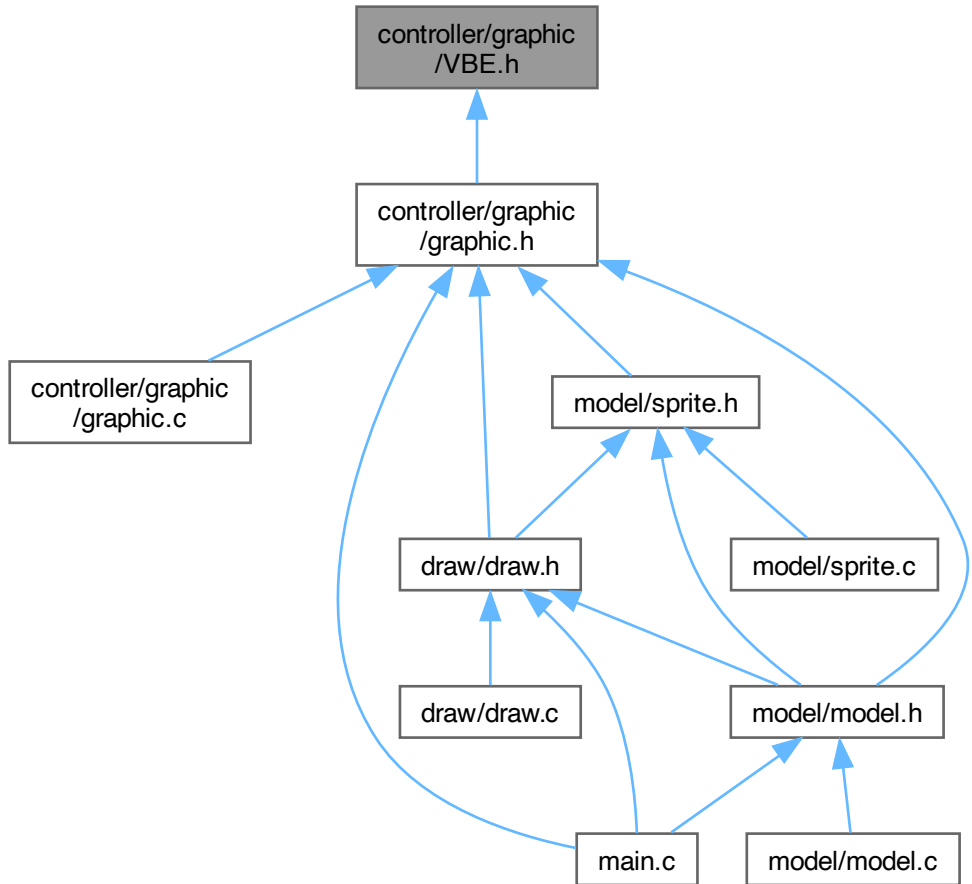 controller/graphic
/VBE.h
controller/graphic
/graphic.h
controller/graphic
/graphic.c
model/sprite.h
draw/draw.h
model/sprite.c
draw/draw.c
model/model.h
main.c
model/model.c